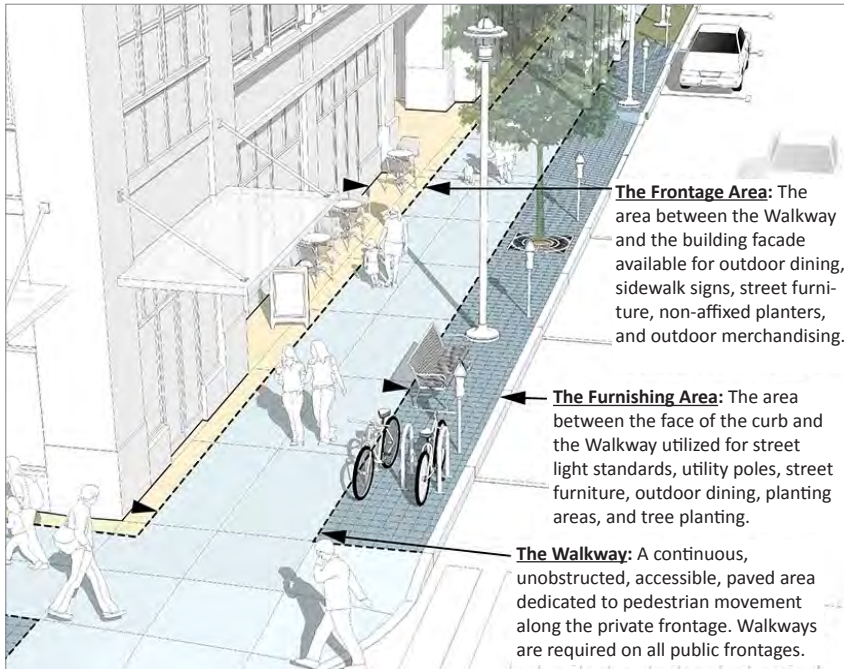 The Frontage Area: The
area between the Walkway
and the building facade
available for outdoor dining,
sidewalk signs, street furni-
ture, non-affixed planters,
and outdoor merchandising.
The Furnishing Area: The area
between the face of the curb and
the Walkway utilized for street
light standards, utility poles, street
furniture, outdoor dining, planting
areas, and tree planting.
The Walkway: A continuous,
unobstructed, accessible, paved area
dedicated to pedestrian movement
along the private frontage. Walkways
are required on all public frontages.